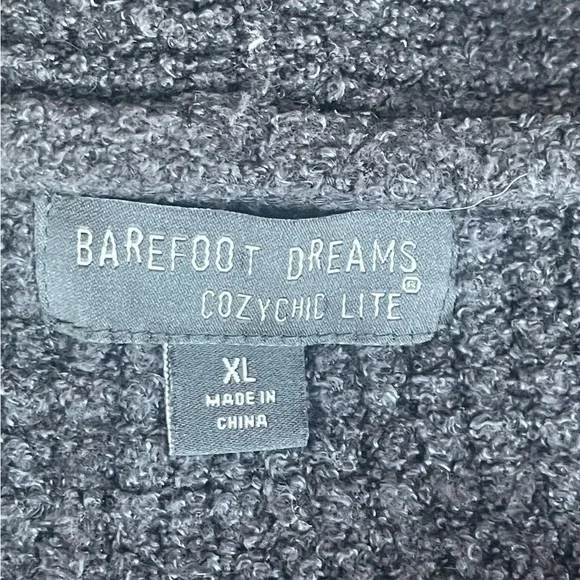 BAREFOOT DREAMS
COZYCHIC LITE®
XL
MADE IN
CHINA